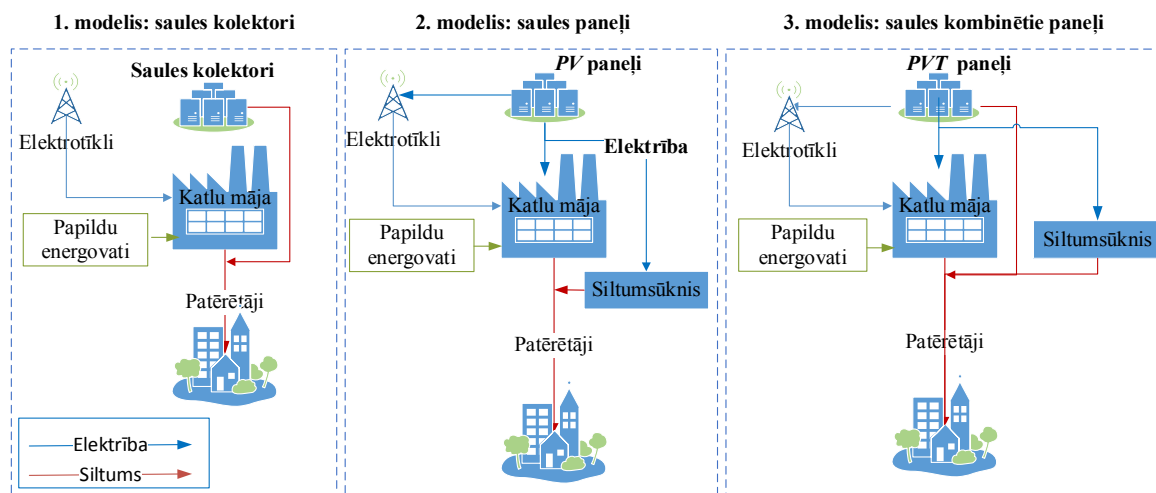 1. modelis: saules kolektori
Saules kolektori
Elektrotīkli
Katlu māja
Papildu
energovati
Patērētāji
Elektrība
Siltums
2. modelis: saules paneļi
PV paneļi
Elektrotīkli
Elektrība
Katlu māja
Papildu
energovati
Siltumsūknis
Patērētāji
3. modelis: saules kombinētie paneļi
PVT paneļi
Elektrotīkli
Katlu māja
Siltumsūknis
Papildu
energovati
Patērētāji